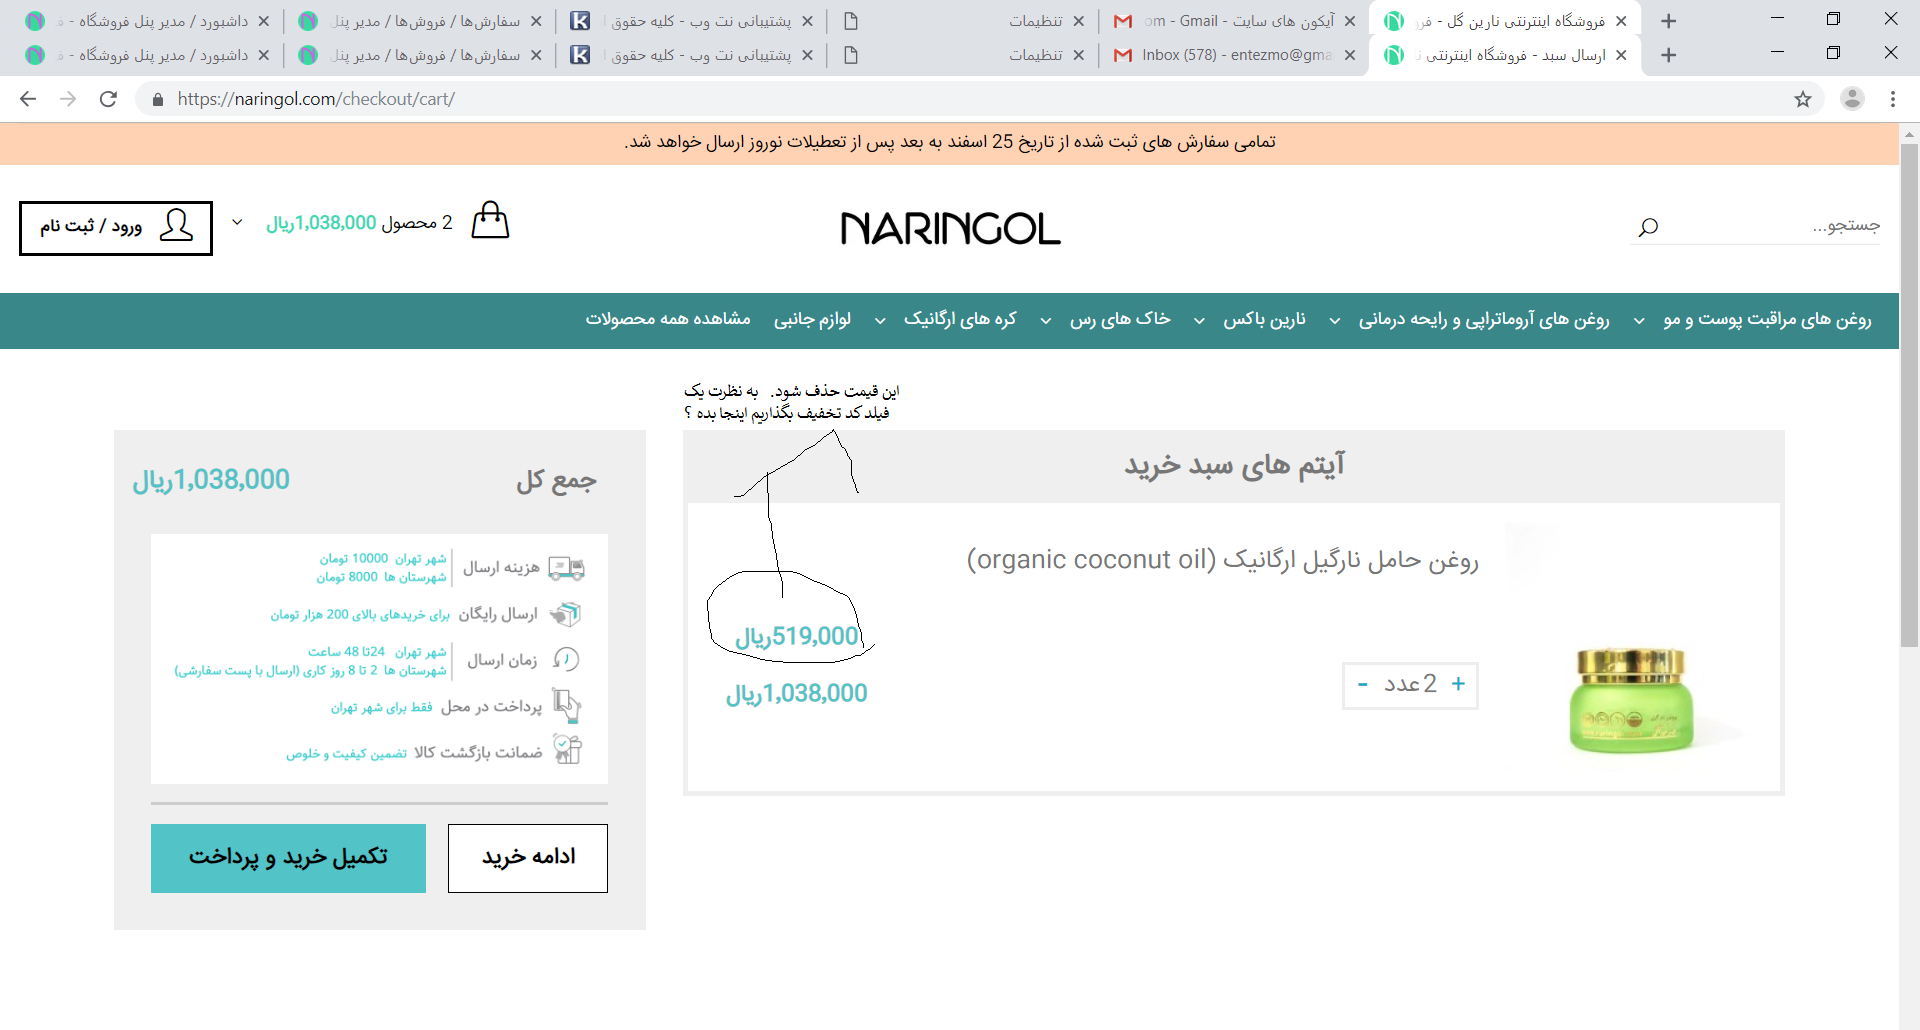 داشبورد / مدیر پنل فروشگاه - ف
سفارش‌ها / فروش‌ها / مدیر پنل
پشتیبانی نت وب - کلیه حقوق
تنظیمات
آیکون های سایت - om - Gmail
فروشگاه اینترنتی نارین گل - فرو
داشبورد / مدیر پنل فروشگاه - ف
سفارش‌ها / فروش‌ها / مدیر پنل
پشتیبانی نت وب - کلیه حقوق
تنظیمات
Inbox (578) - entezmo@gma
ارسال سبد - فروشگاه اینترنتی
https://naringol.com/checkout/cart/
تمامی سفارش های ثبت شده از تاریخ 25 اسفند به بعد پس از تعطیلات نوروز ارسال خواهد شد.
جستجو...
NARINGOL
2 محصول 1,038,000ریال
ورود / ثبت نام
روغن های مراقبت پوست و مو
روغن های آروماتراپی و رایحه درمانی
نارین باکس
خاک های رس
کره های ارگانیک
لوازم جانبی
مشاهده همه محصولات
این قیمت حذف شود. به نظرت یک
فیلد کد تخفیف بگذاریم اینجا بده ؟
آیتم های سبد خرید
روغن حامل نارگیل ارگانیک (organic coconut oil)
519,000ریال
+ 2 عدد -
1,038,000ریال
جمع کل 1,038,000ریال
هزینه ارسال
شهر تهران 10000 تومان
شهرستان ها 8000 تومان
ارسال رایگان برای خریدهای بالای 200 هزار تومان
زمان ارسال
شهر تهران 24تا 48 ساعت
شهرستان ها 2 تا 8 روز کاری (ارسال با پست سفارشی)
پرداخت در محل فقط برای شهر تهران
ضمانت بازگشت کالا تضمین کیفیت و خلوص
ادامه خرید
تکمیل خرید و پرداخت